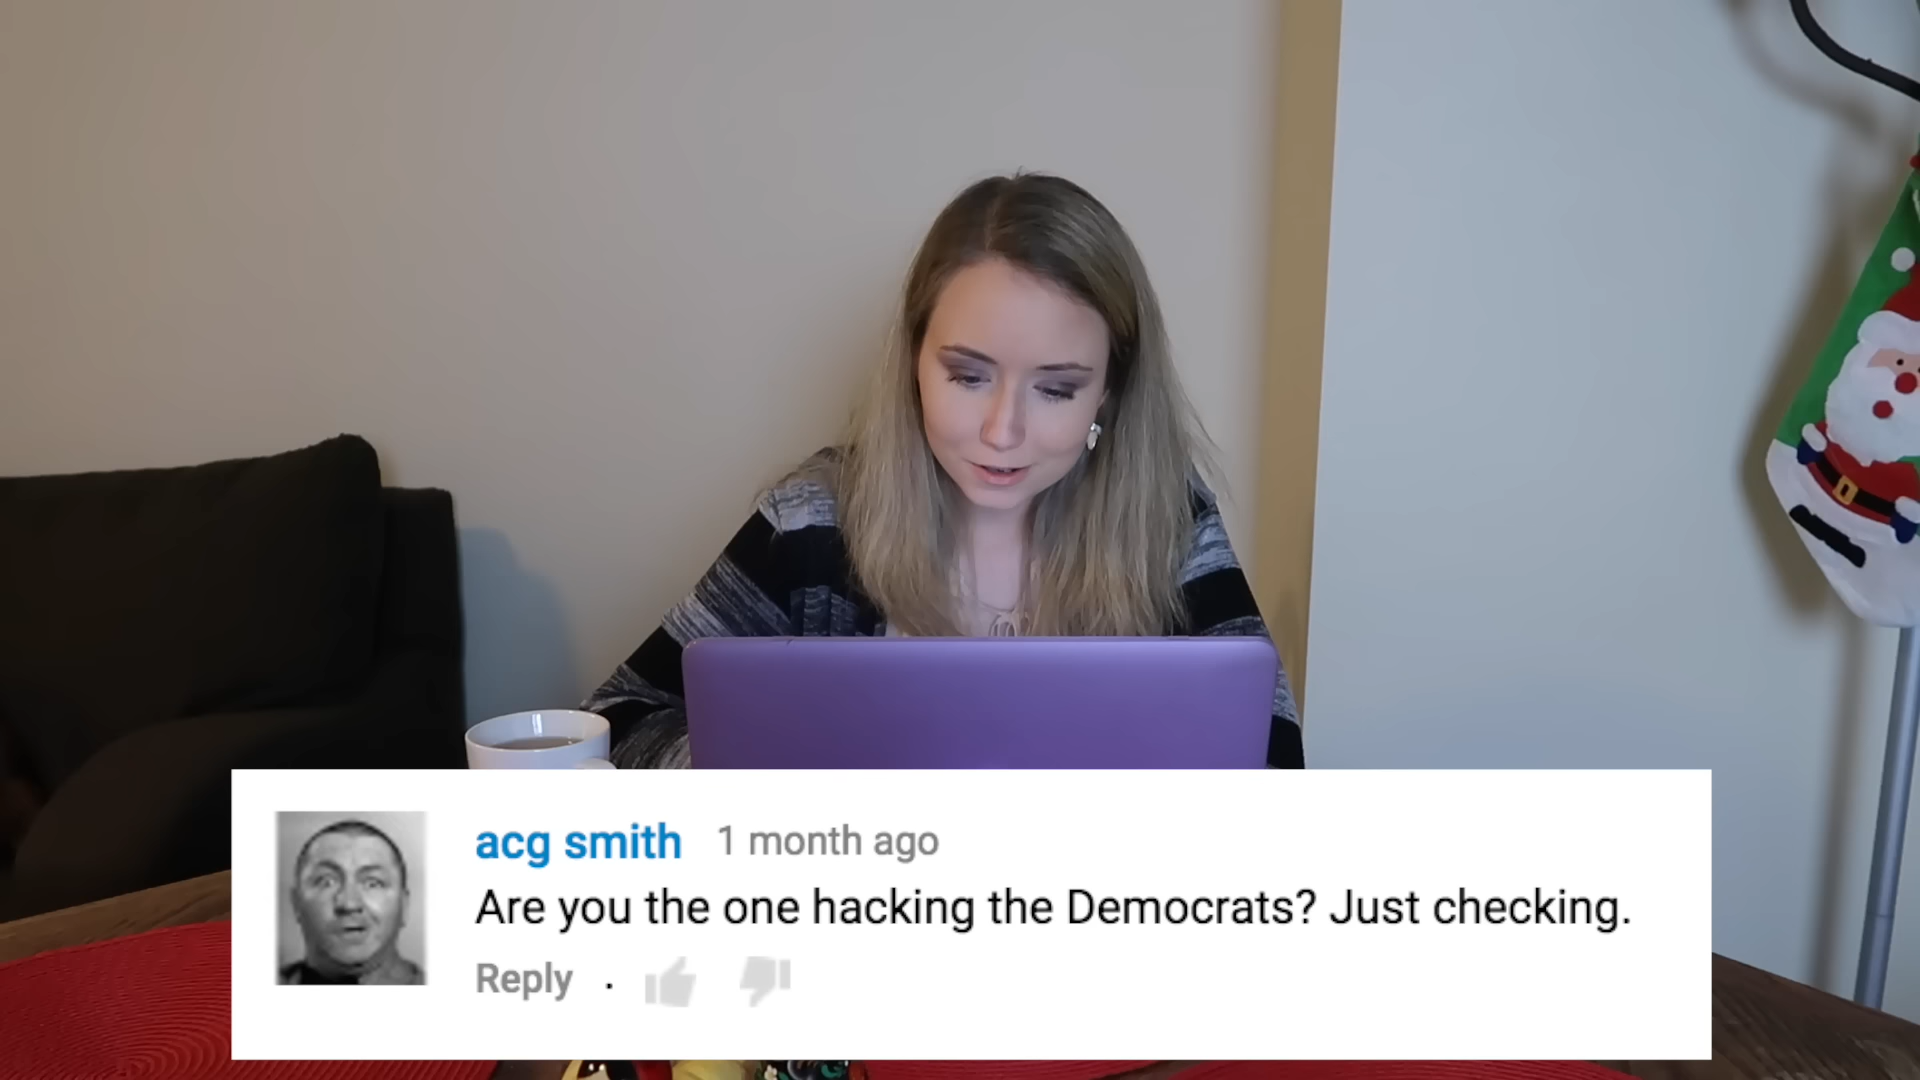 acg smith 1 month ago
Are you the one hacking the Democrats? Just checking.
Reply .